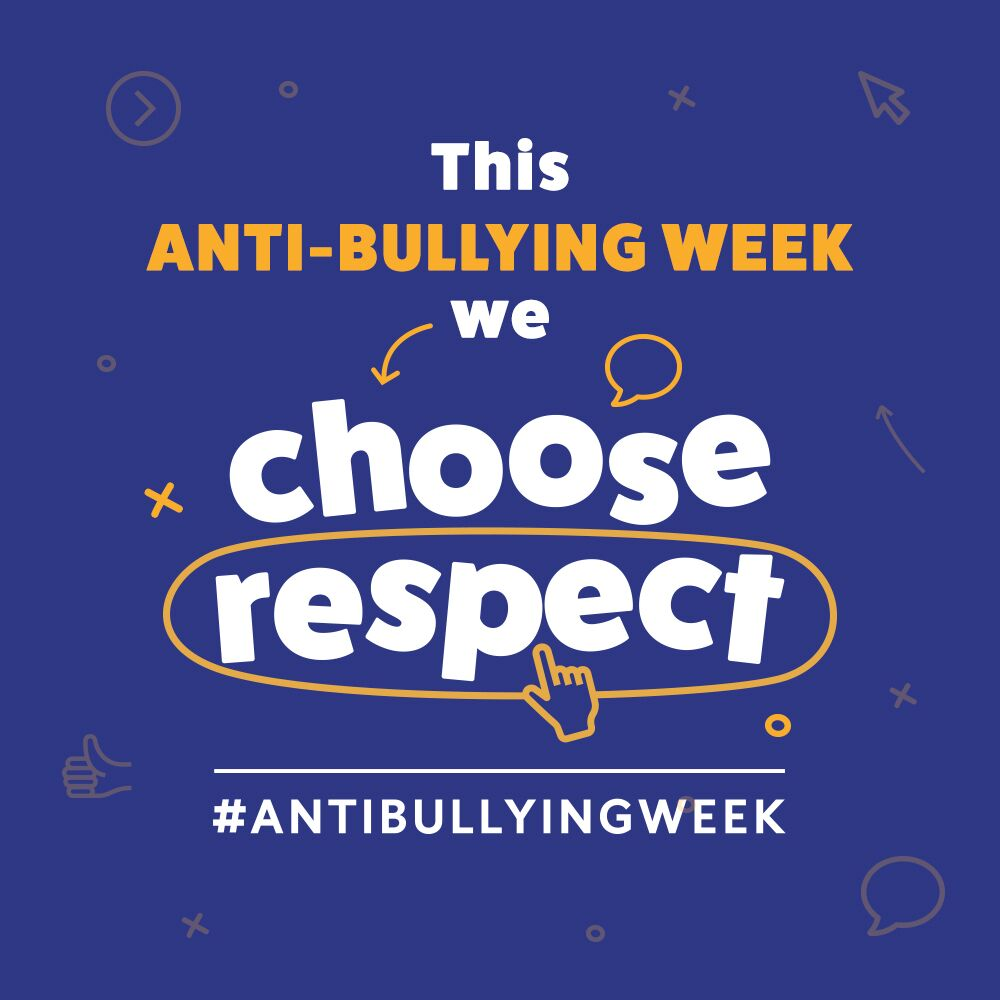 This
ANTI-BULLYING WEEK
we
choose
respect
#ANTIBULLYINGWEEK